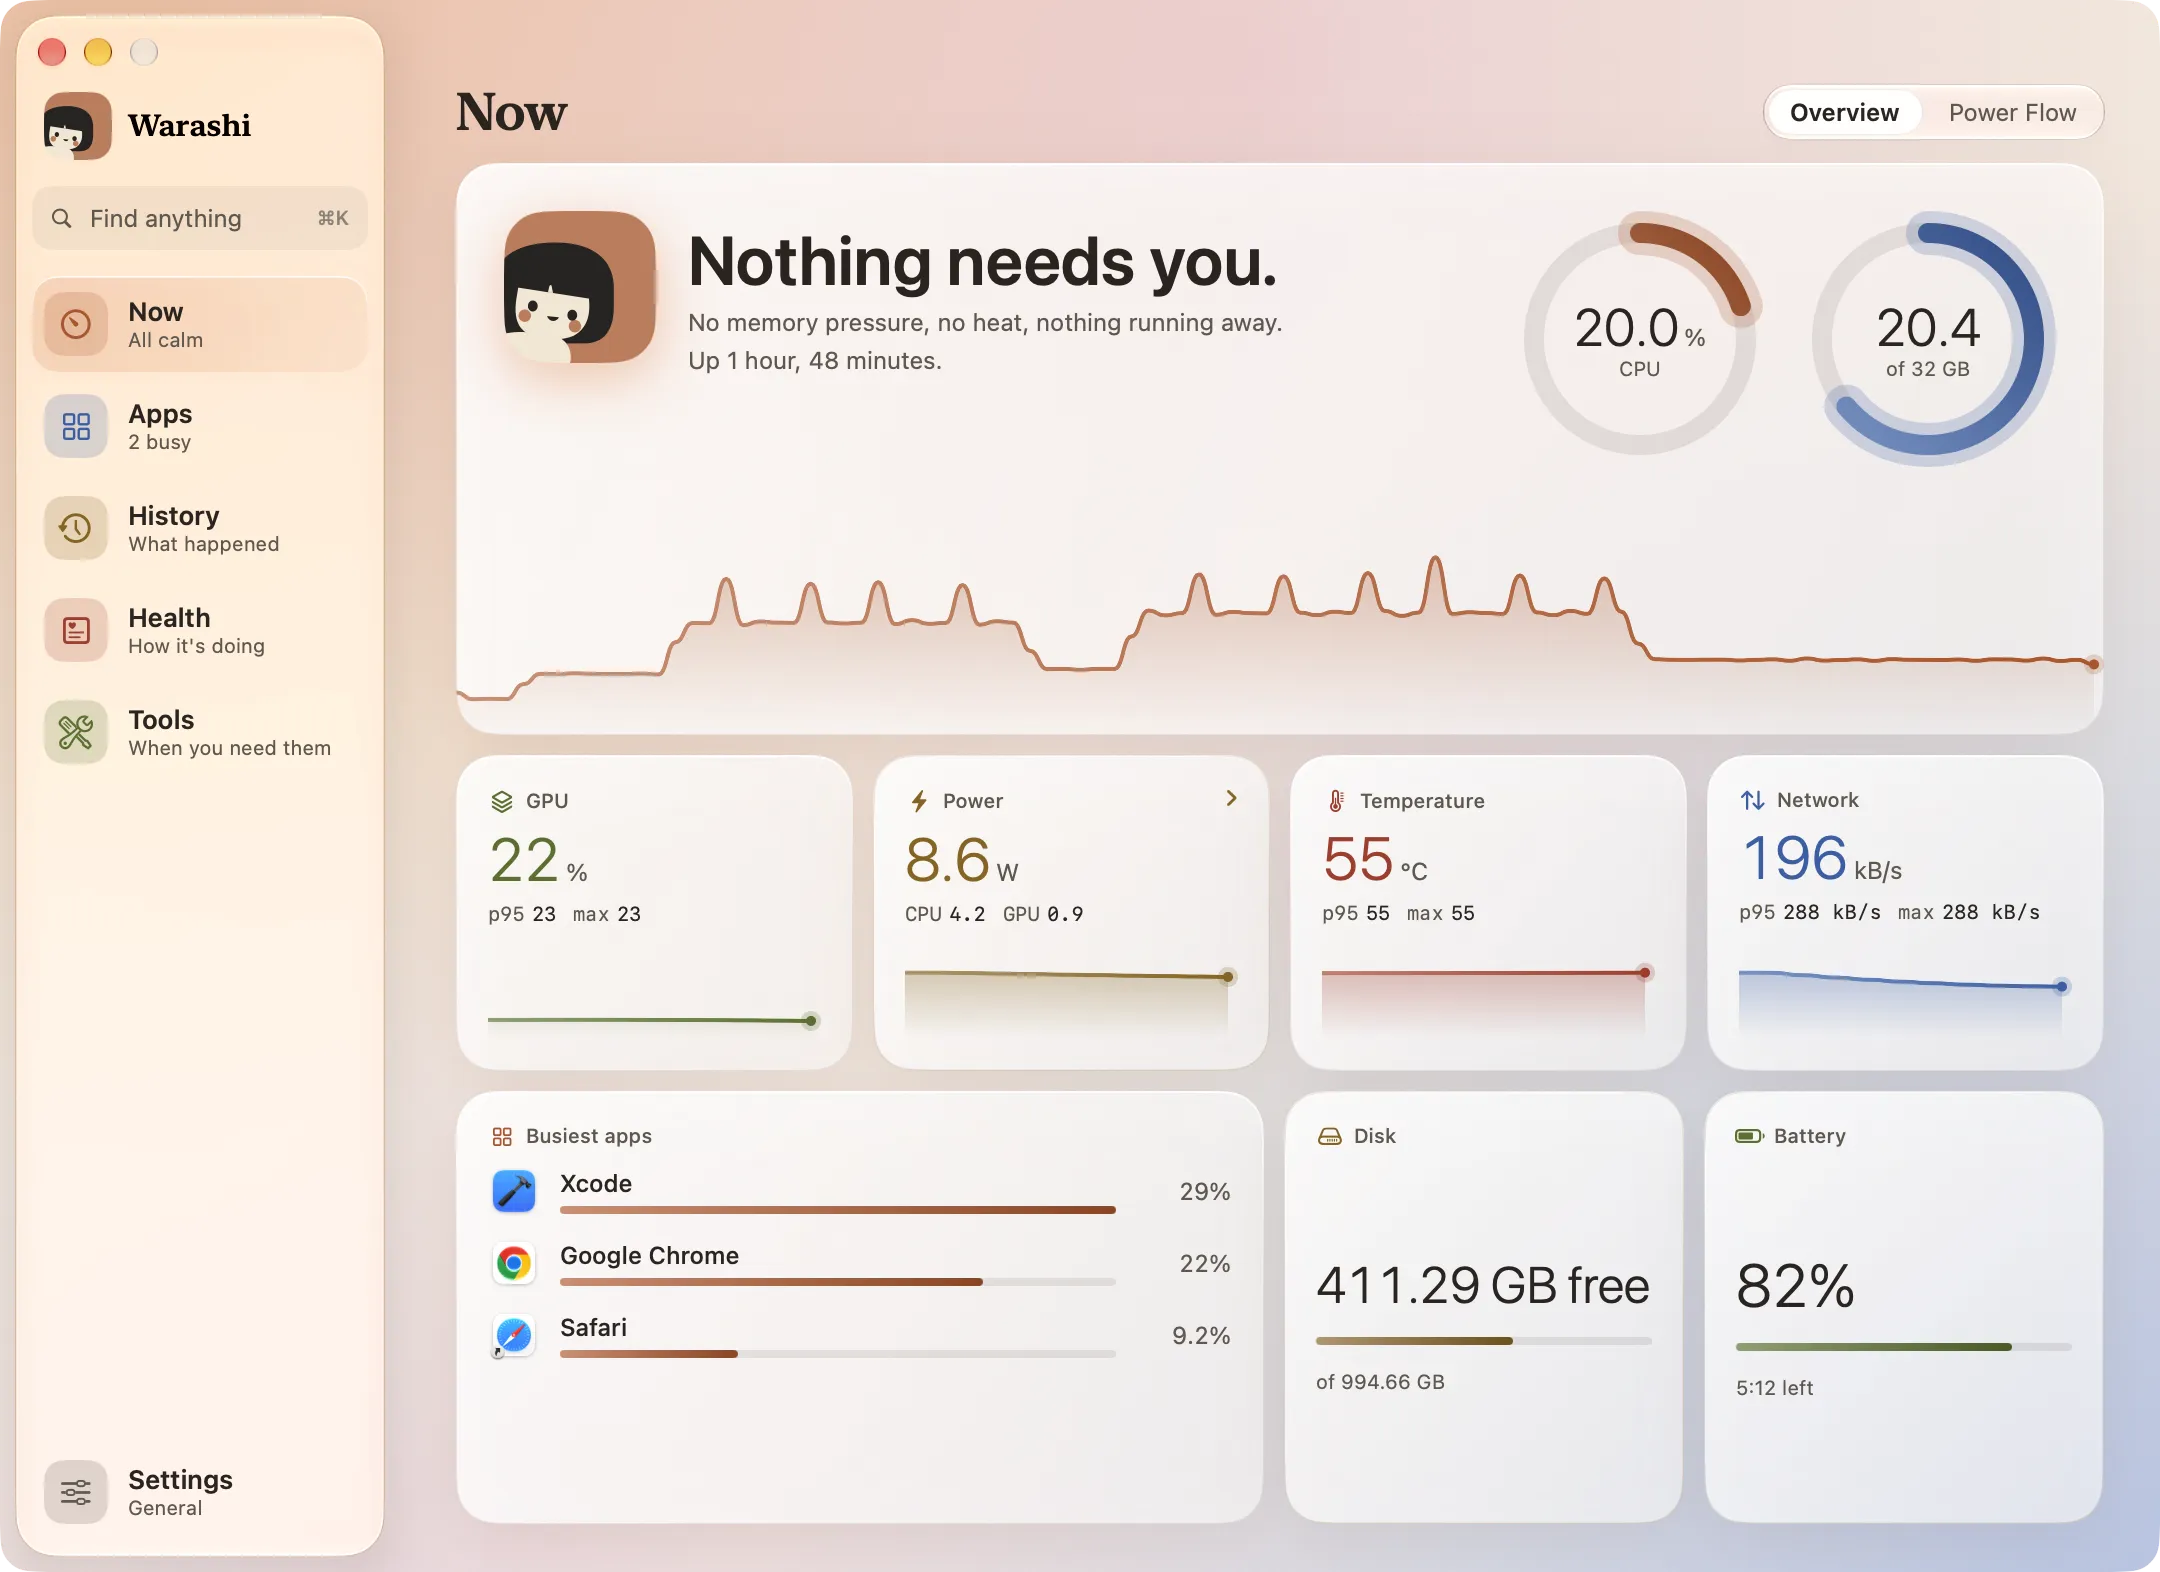 Warashi
Find anything ⌘K
Now
All calm
Apps
2 busy
History
What happened
Health
How it's doing
Tools
When you need them
Settings
General
Now
Overview Power Flow
Nothing needs you.
No memory pressure, no heat, nothing running away.
Up 1 hour, 48 minutes.
20.0 %
CPU
20.4
of 32 GB
GPU
22 %
p95 23 max 23
Power
8.6 W
CPU 4.2 GPU 0.9
Temperature
55 °C
p95 55 max 55
Network
196 kB/s
p95 288 kB/s max 288 kB/s
Busiest apps
Xcode 29%
Google Chrome 22%
Safari 9.2%
Disk
411.29 GB free
of 994.66 GB
Battery
82%
5:12 left